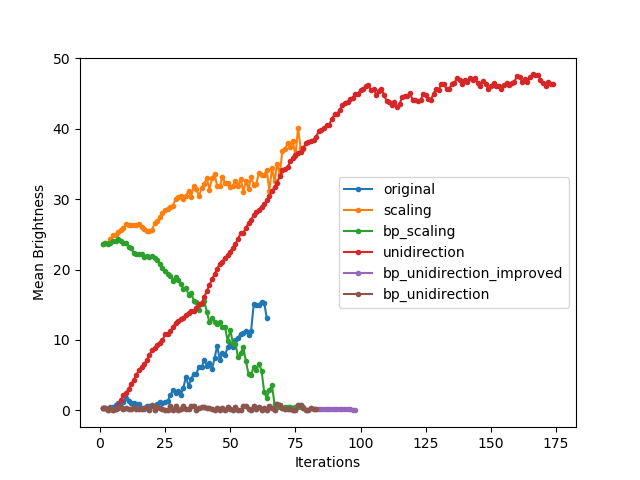 50
40
30
20
10
0
Mean Brightness
original
scaling
bp_scaling
unidirection
bp_unidirection_improved
bp_unidirection
0 25 50 75 100 125 150 175
Iterations